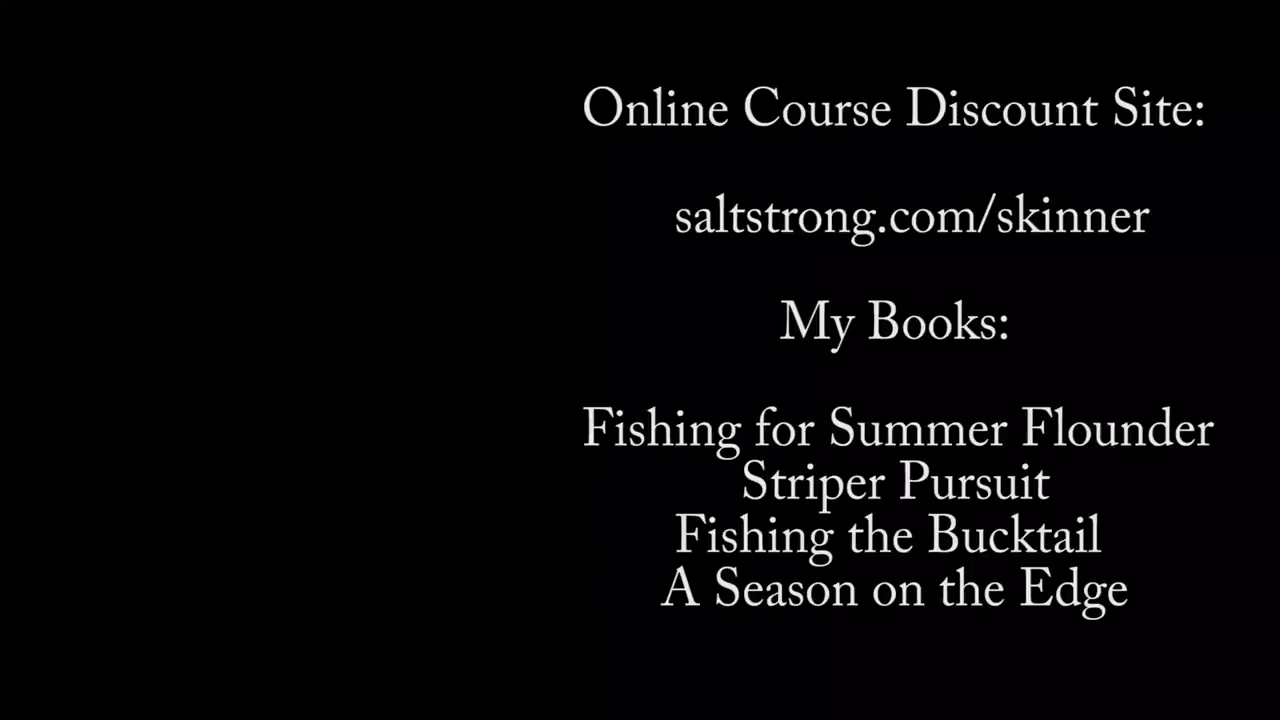 Online Course Discount Site:
saltstrong.com/skinner
My Books:
Fishing for Summer Flounder
Striper Pursuit
Fishing the Bucktail
A Season on the Edge